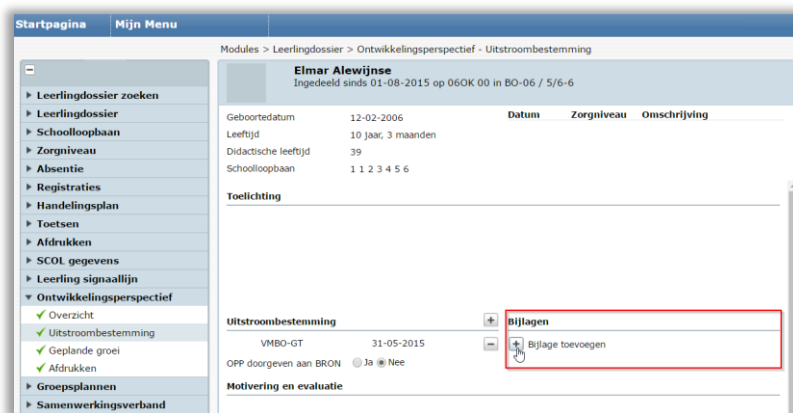 Startpagina Mijn Menu
Modules > Leerlingdossier > Ontwikkelingsperspectief - Uitstroombestemming
Leerlingdossier zoeken
Leerlingdossier
Schoolloopbaan
Zorgniveau
Absentie
Registraties
Handelingsplan
Toetsen
Afdrukken
SCOL gegevens
Leerling signaallijn
Ontwikkelingsperspectief
Overzicht
Uitstroombestemming
Geplande groei
Afdrukken
Groepsplannen
Samenwerkingsverband
Elmar Alewijnse
Ingedeeld sinds 01-08-2015 op 06OK 00 in BO-06 / 5/6-6
Geboortedatum 12-02-2006
Leeftijd 10 jaar, 3 maanden
Didactische leeftijd 39
Schoolloopbaan 1 1 2 3 4 5 6
Datum Zorgniveau Omschrijving
Toelichting
Uitstroombestemming +
VMBO-GT 31-05-2015 -
OPP doorgeven aan BRON Ja Nee
Bijlagen
+ Bijlage toevoegen
Motivering en evaluatie